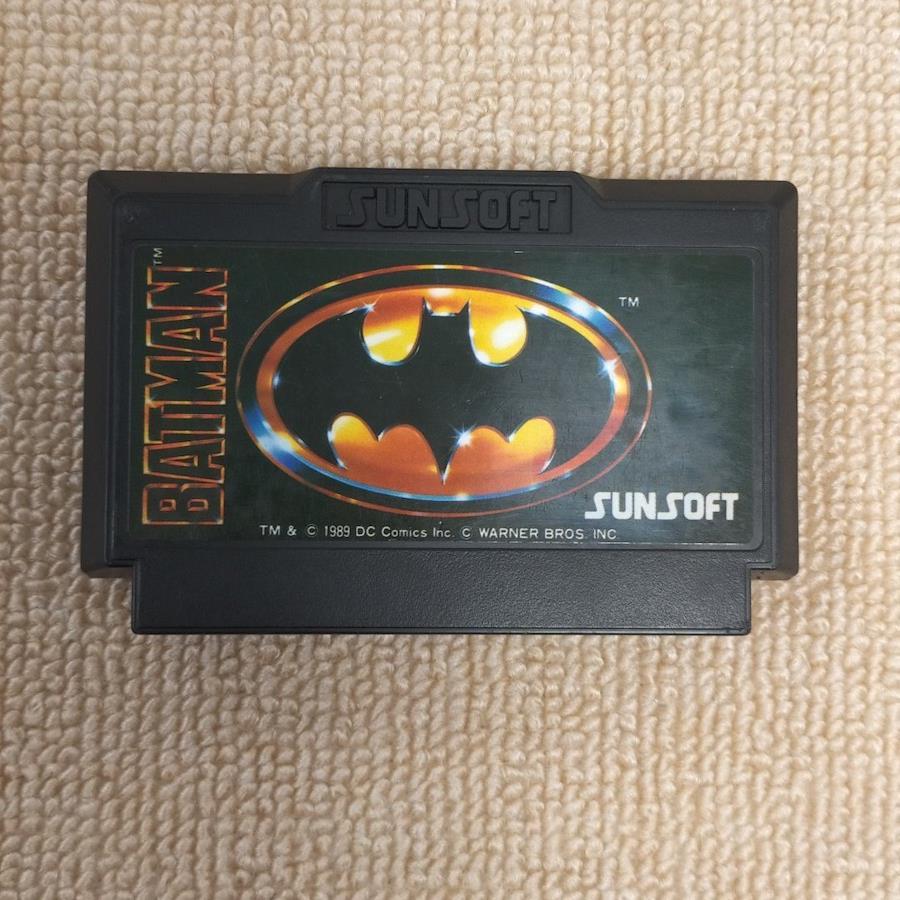 SUNSOFT
BATMAN™
TM
SUNSOFT
TM & © 1989 DC Comics Inc. © WARNER BROS. INC